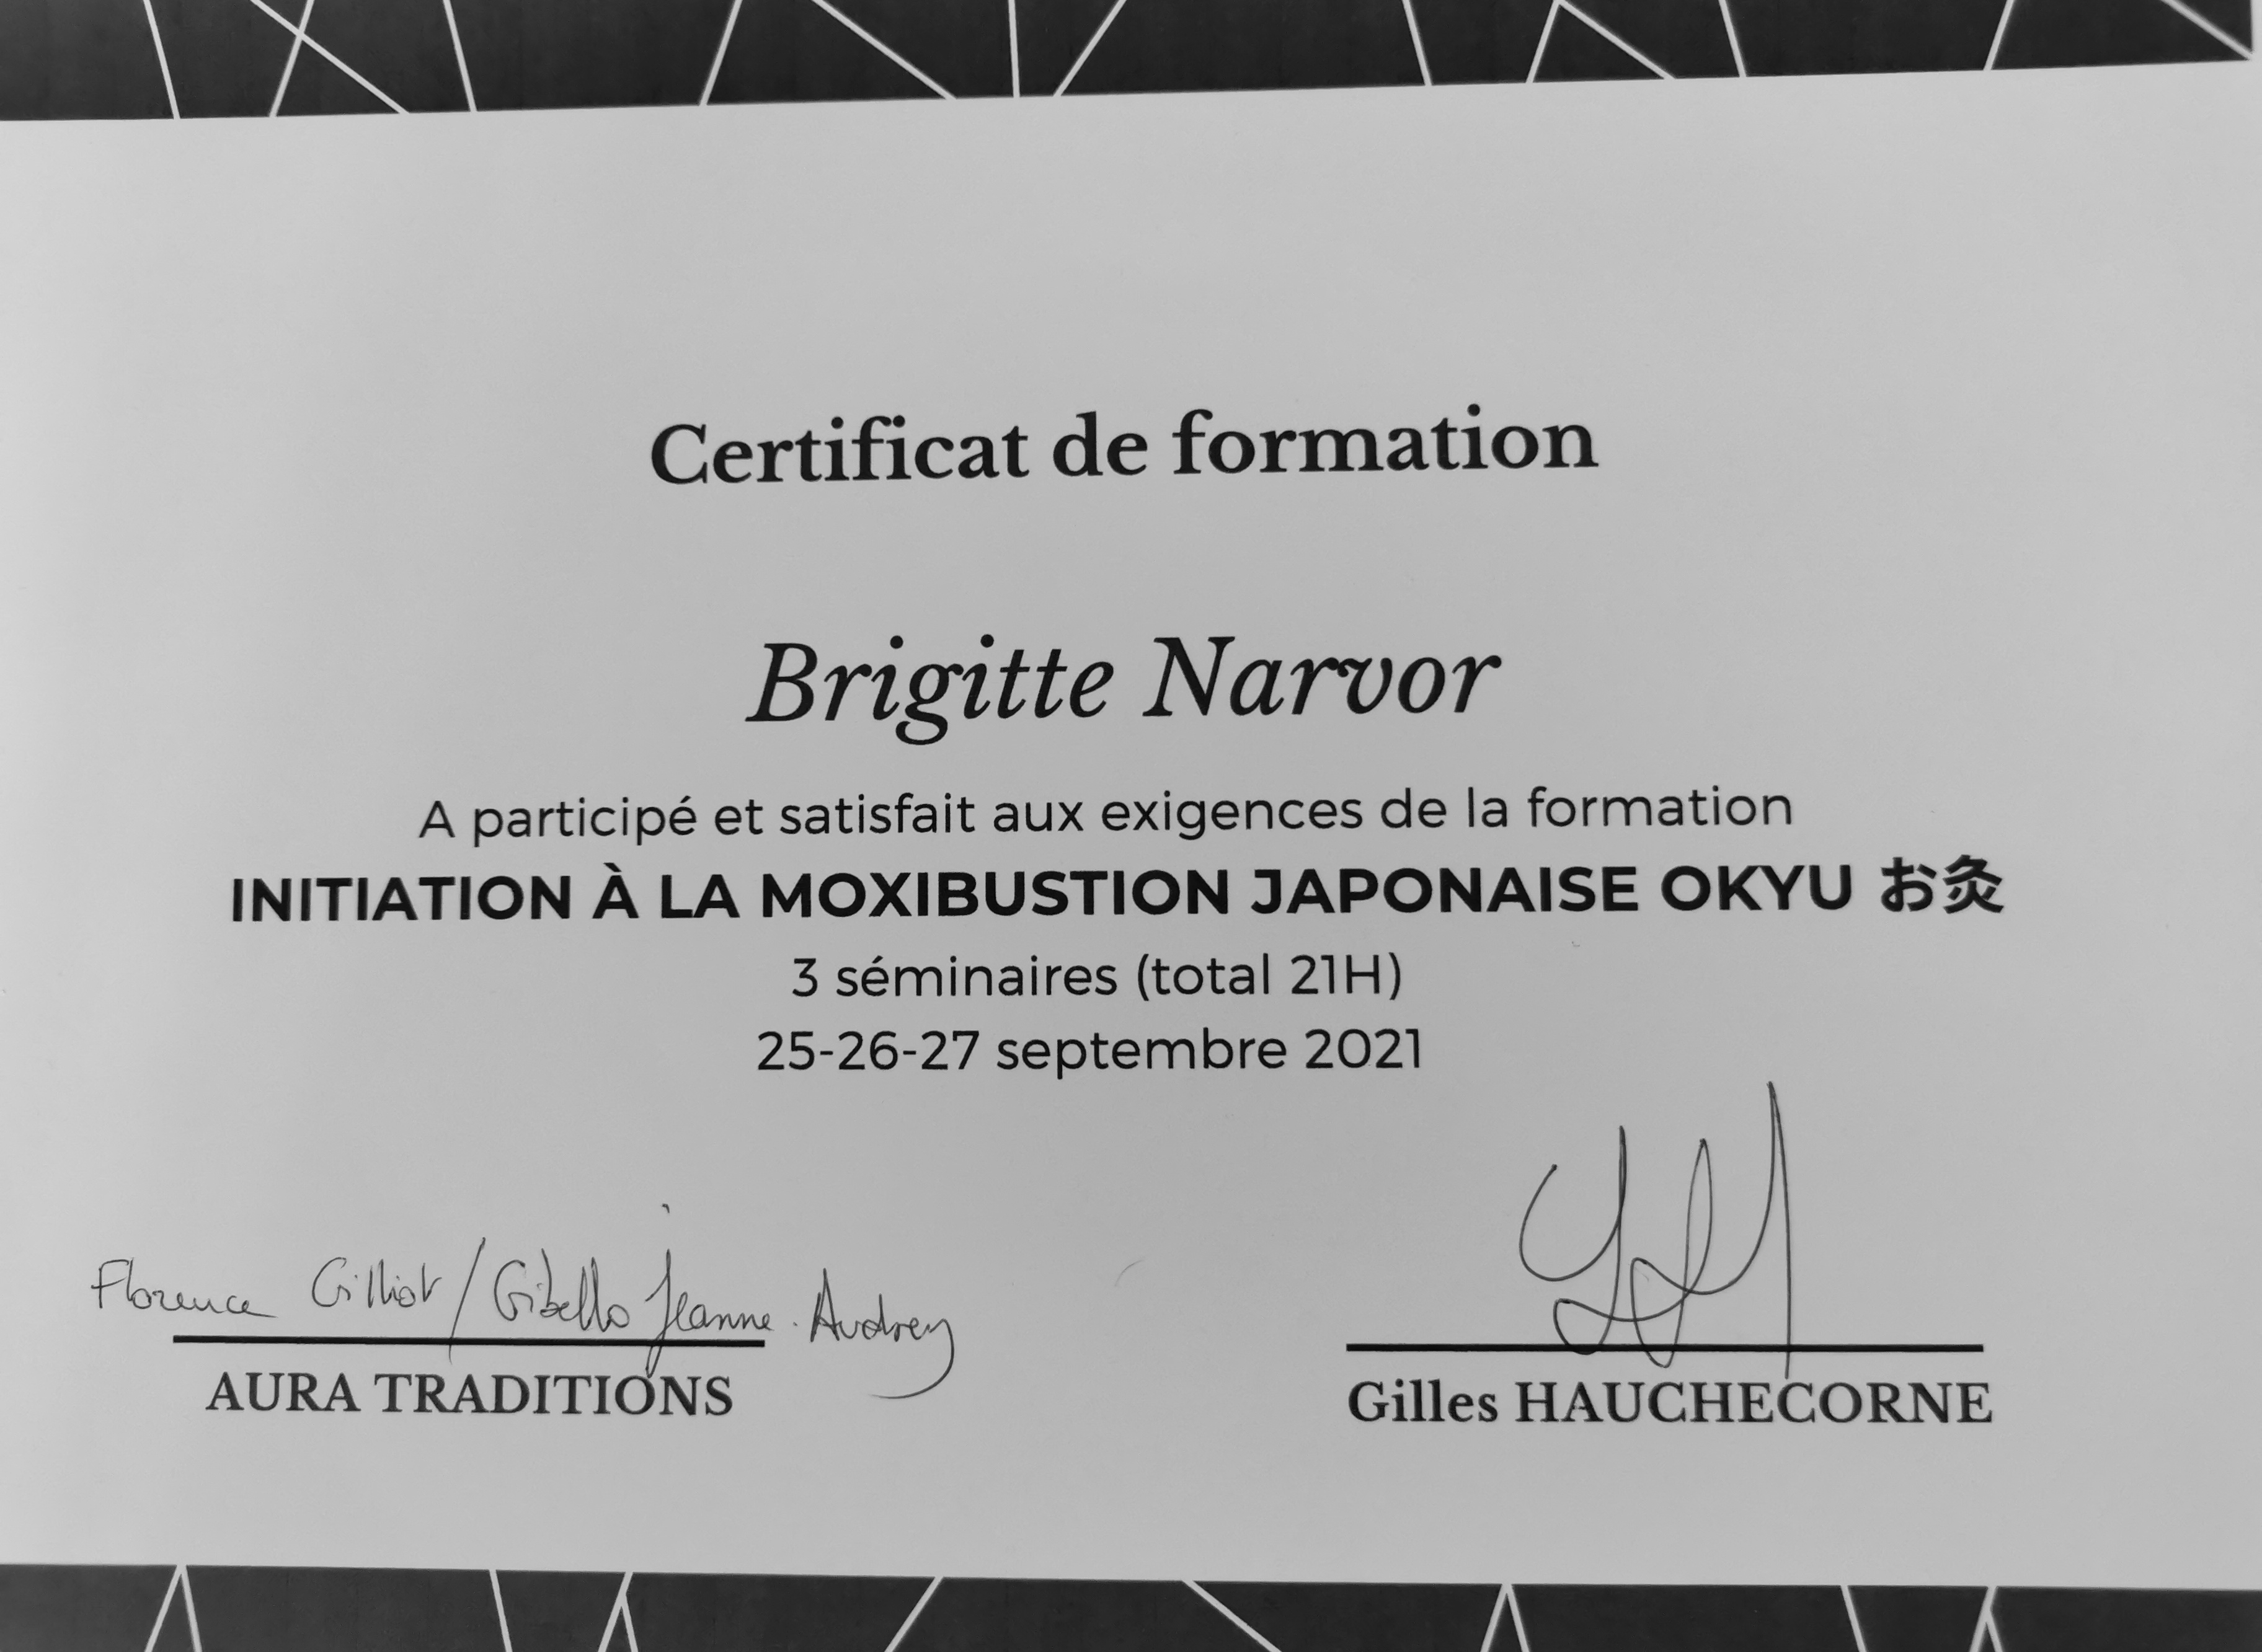 Certificat de formation
Brigitte Narvor
A participé et satisfait aux exigences de la formation
INITIATION À LA MOXIBUSTION JAPONAISE OKYU お灸
3 séminaires (total 21H)
25-26-27 septembre 2021
Florence Gilliot / Gibello Jeanne-Audrey
AURA TRADITIONS
Gilles HAUCHECORNE